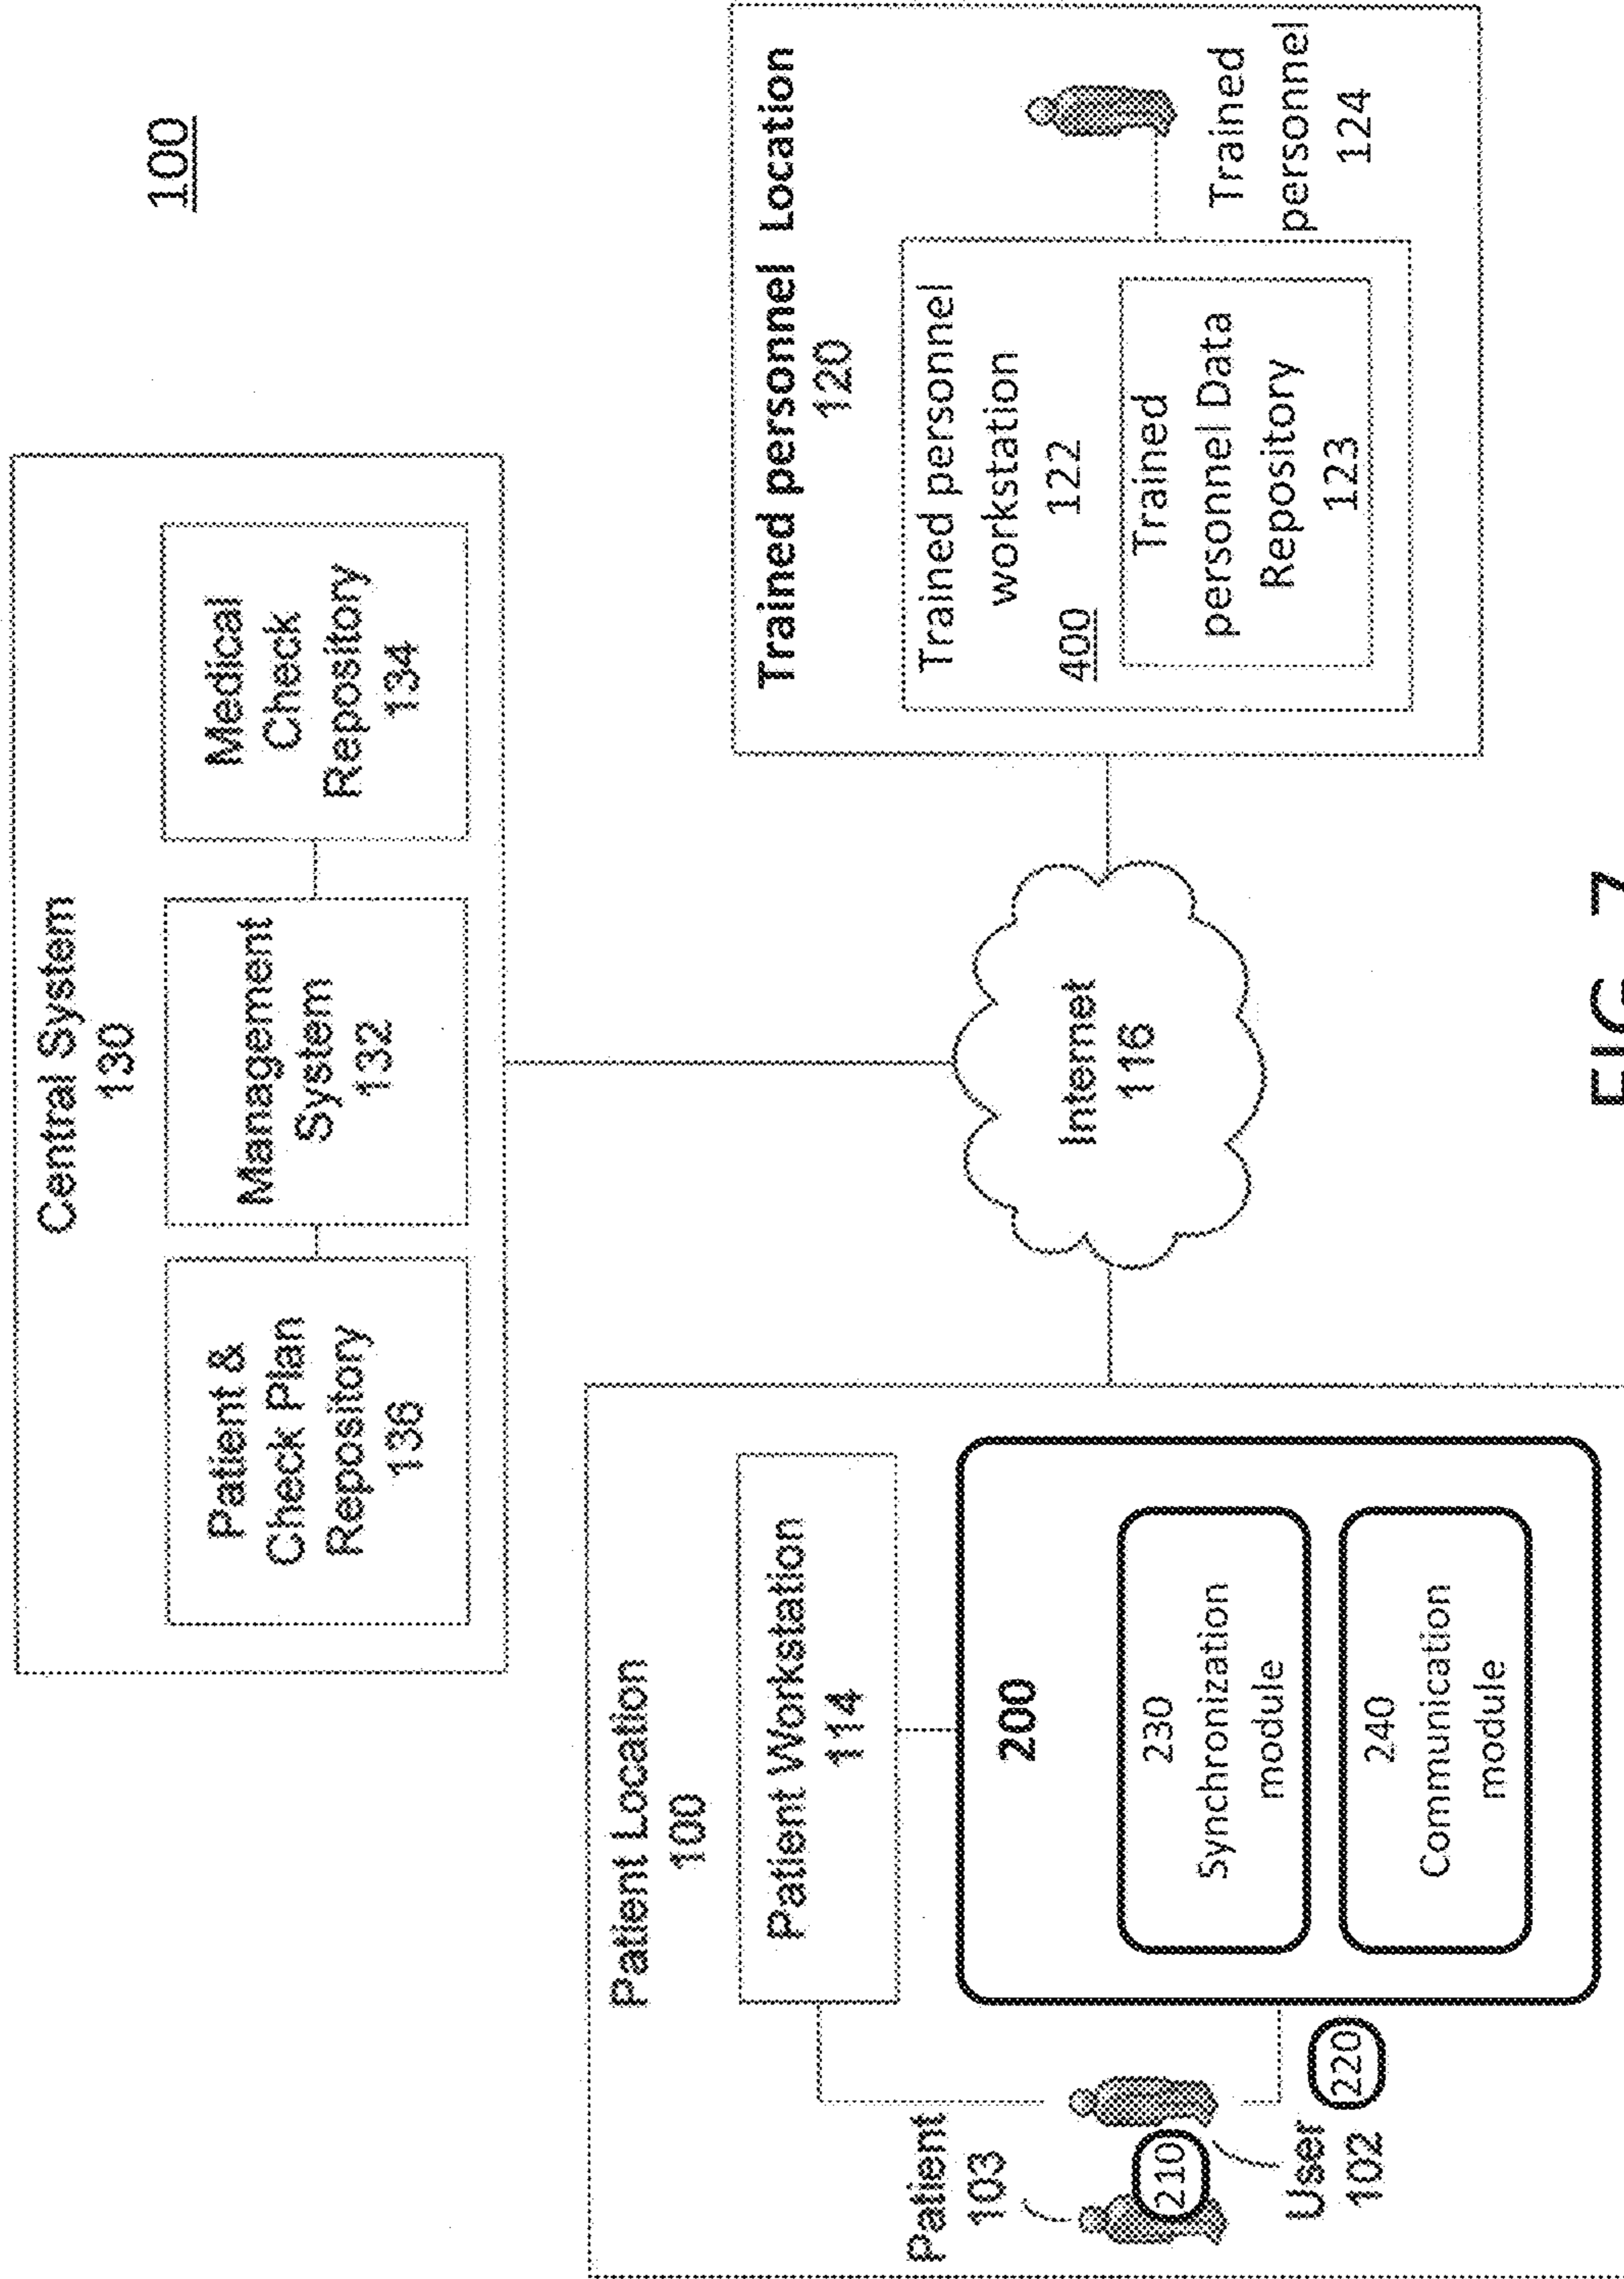 100
Central System
130
Patient &
Check Plan
Repository
136
Management
System
132
Medical
Check
Repository
134
Patient Location
100
Patient Workstation
114
200
230
Synchronization
module
240
Communication
module
Patient
103
210
User
102
220
Internet
116
Trained personnel Location
120
Trained personnel
workstation
400 122
Trained
personnel Data
Repository
123
Trained
personnel
124
FIG. 7